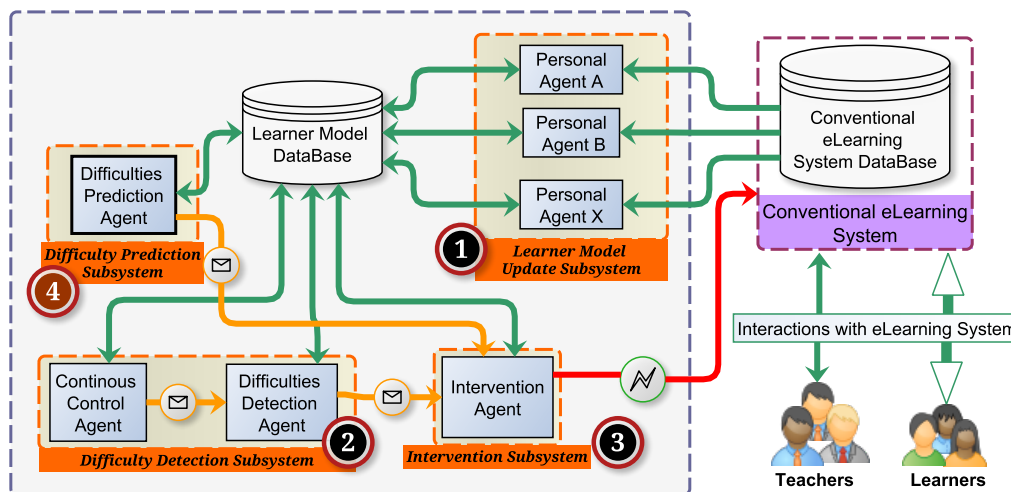 Personal
Agent A
Personal
Agent B
Personal
Agent X
1
Learner Model
Update Subsystem
Learner Model
DataBase
Conventional
eLearning
System DataBase
Conventional eLearning
System
Difficulties
Prediction
Agent
Difficulty Prediction
Subsystem
4
Interactions with eLearning System
Continous
Control
Agent
Difficulties
Detection
Agent
2
Difficulty Detection Subsystem
Intervention
Agent
3
Intervention Subsystem
Teachers
Learners